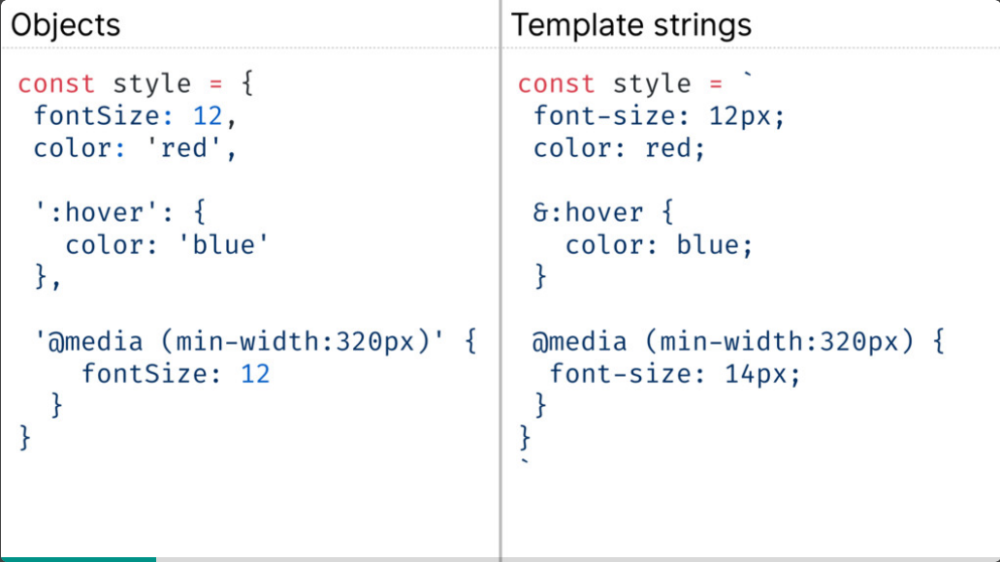 Objects
const style = {
fontSize: 12,
color: 'red',
':hover': {
color: 'blue'
},
'@media (min-width:320px)' {
fontSize: 12
}
}
Template strings
const style = `
font-size: 12px;
color: red;
&:hover {
color: blue;
}
@media (min-width:320px) {
font-size: 14px;
}
}
`